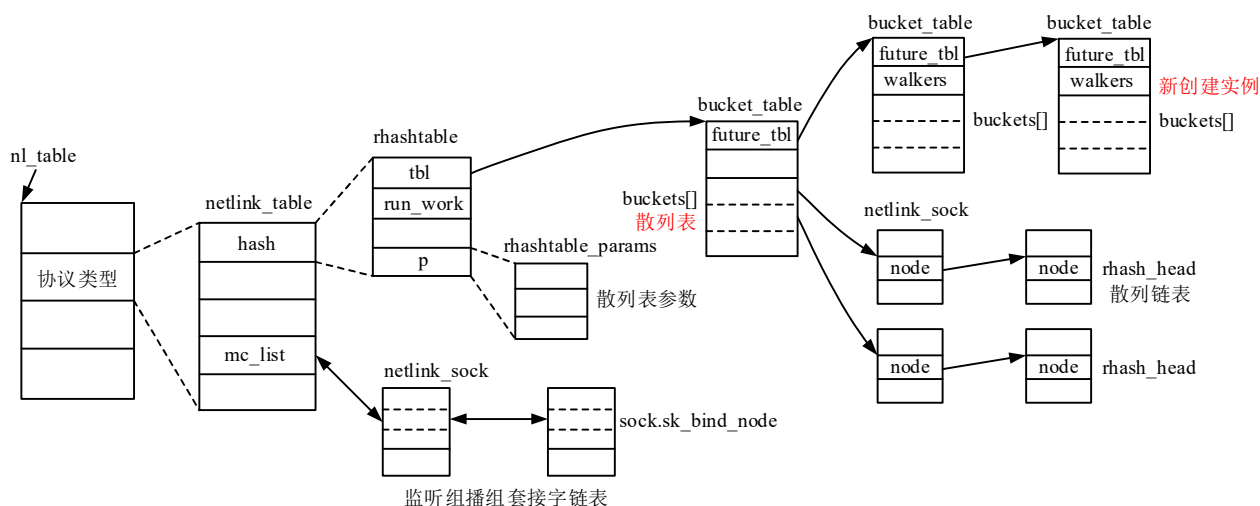 nl_table
协议类型
netlink_table
hash
mc_list
rhashtable
tbl
run_work
p
rhashtable_params
散列表参数
bucket_table
future_tbl
buckets[]
散列表
bucket_table
future_tbl
walkers
buckets[]
bucket_table
future_tbl
walkers
新创建实例
buckets[]
netlink_sock
node
node
rhash_head
散列链表
node
node
rhash_head
netlink_sock
sock.sk_bind_node
监听组播组套接字链表